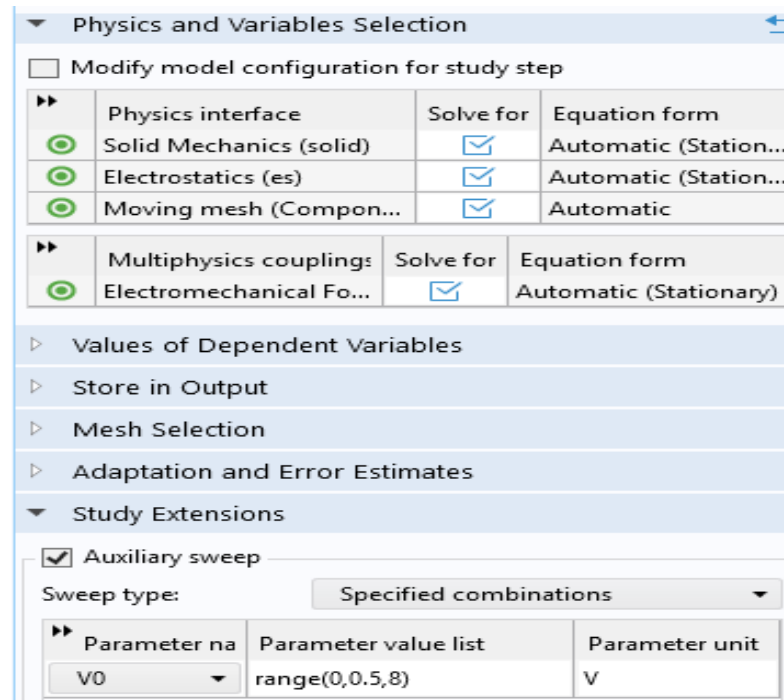 Physics and Variables Selection
Modify model configuration for study step
Physics interface Solve for Equation form
Solid Mechanics (solid) Automatic (Station...
Electrostatics (es) Automatic (Station...
Moving mesh (Compon... Automatic
Multiphysics couplings Solve for Equation form
Electromechanical Fo... Automatic (Stationary)
Values of Dependent Variables
Store in Output
Mesh Selection
Adaptation and Error Estimates
Study Extensions
Auxiliary sweep
Sweep type: Specified combinations
Parameter na Parameter value list Parameter unit
V0 range(0,0.5,8) V